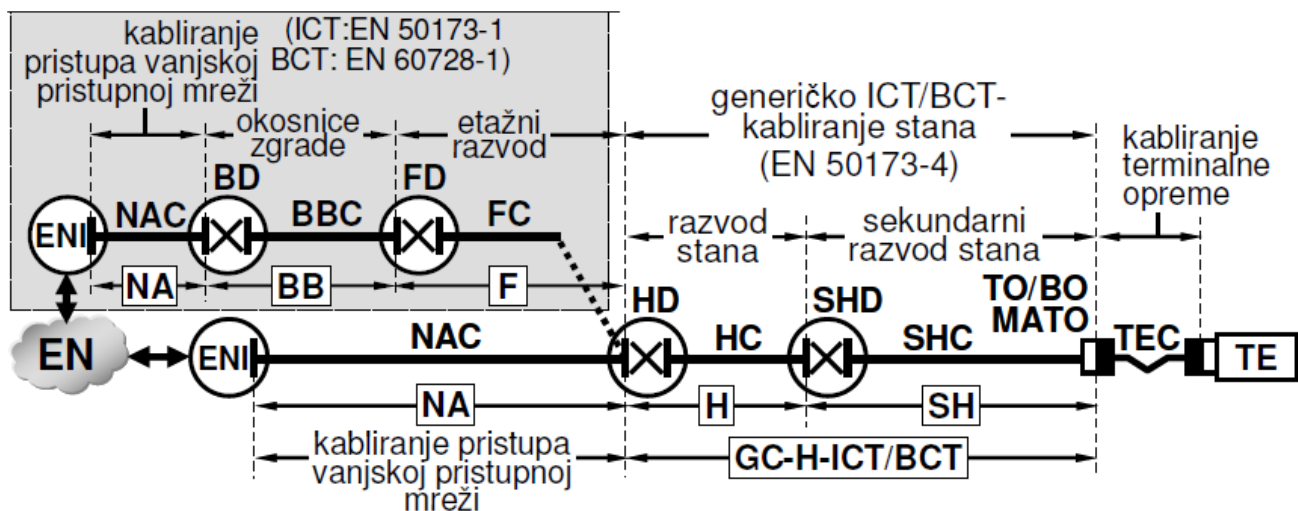 kabliranje
pristupa vanjskoj
pristupnoj mreži
(ICT:EN 50173-1
BCT: EN 60728-1)
okosnice
zgrade
etažni
razvod
generičko ICT/BCT-
kabliranje stana
(EN 50173-4)
kabliranje
terminalne
opreme
BD
FD
ENI
NAC
BBC
FC
razvod
stana
sekundarni
razvod stana
NA
BB
F
HD
SHD
TO/BO
MATO
EN
ENI
NAC
HC
SHC
TEC
TE
NA
H
SH
kabliranje pristupa
vanjskoj pristupnoj
mreži
GC-H-ICT/BCT